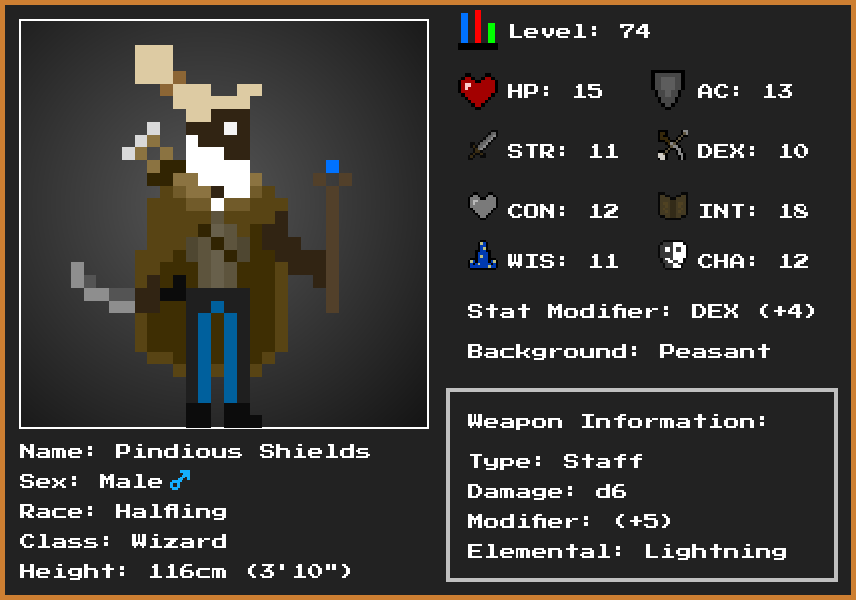 Level: 74
HP: 15 AC: 13
STR: 11 DEX: 10
CON: 12 INT: 18
WIS: 11 CHA: 12
Stat Modifier: DEX (+4)
Background: Peasant
Weapon Information:
Type: Staff
Damage: d6
Modifier: (+5)
Elemental: Lightning
Name: Pindious Shields
Sex: Male♂
Race: Halfling
Class: Wizard
Height: 116cm (3'10")